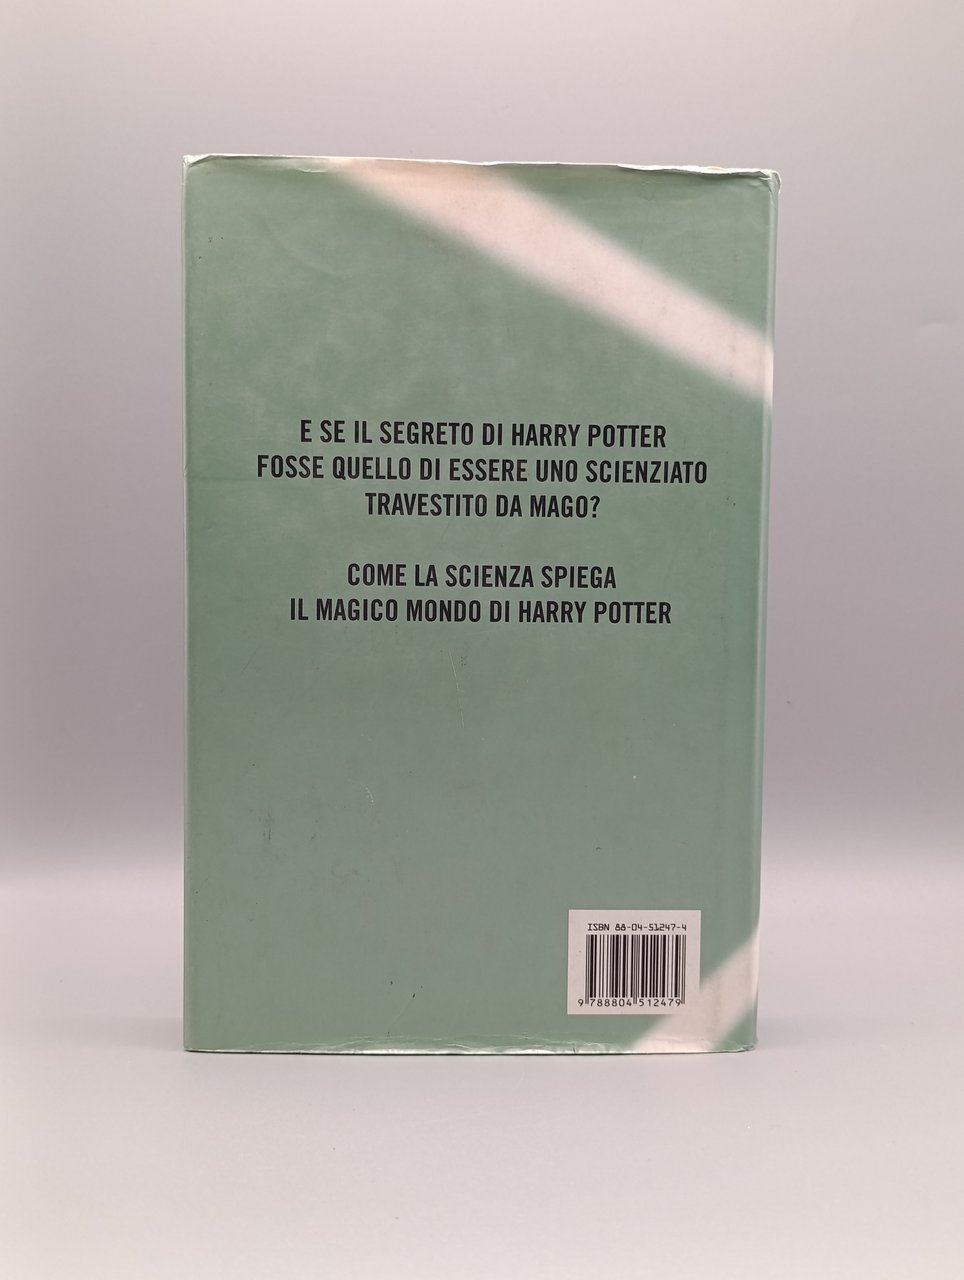 E SE IL SEGRETO DI HARRY POTTER
FOSSE QUELLO DI ESSERE UNO SCIENZIATO
TRAVESTITO DA MAGO?
COME LA SCIENZA SPIEGA
IL MAGICO MONDO DI HARRY POTTER
ISBN 88-04-51247-4
9 788804 512479